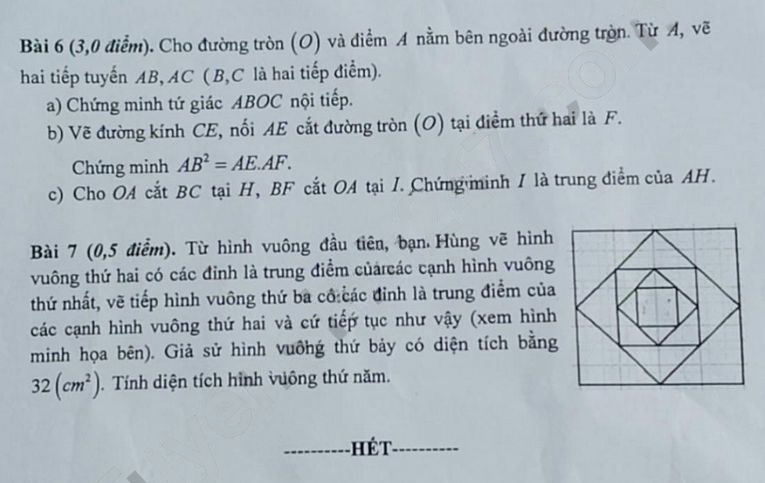 Bài 6 (3,0 điểm). Cho đường tròn (O) và điểm A nằm bên ngoài đường tròn. Từ A, vẽ
hai tiếp tuyến AB, AC ( B,C là hai tiếp điểm).
a) Chứng minh tứ giác ABOC nội tiếp.
b) Vẽ đường kính CE, nối AE cắt đường tròn (O) tại điểm thứ hai là F.
Chứng minh AB² = AE.AF.
c) Cho OA cắt BC tại H, BF cắt OA tại I. Chứng minh I là trung điểm của AH.
Bài 7 (0,5 điểm). Từ hình vuông đầu tiên, bạn Hùng vẽ hình
vuông thứ hai có các đỉnh là trung điểm của các cạnh hình vuông
thứ nhất, vẽ tiếp hình vuông thứ ba có các đỉnh là trung điểm của
các cạnh hình vuông thứ hai và cứ tiếp tục như vậy (xem hình
minh họa bên). Giả sử hình vuông thứ bảy có diện tích bằng
32 (cm²). Tính diện tích hình vuông thứ năm.
----------HẾT----------